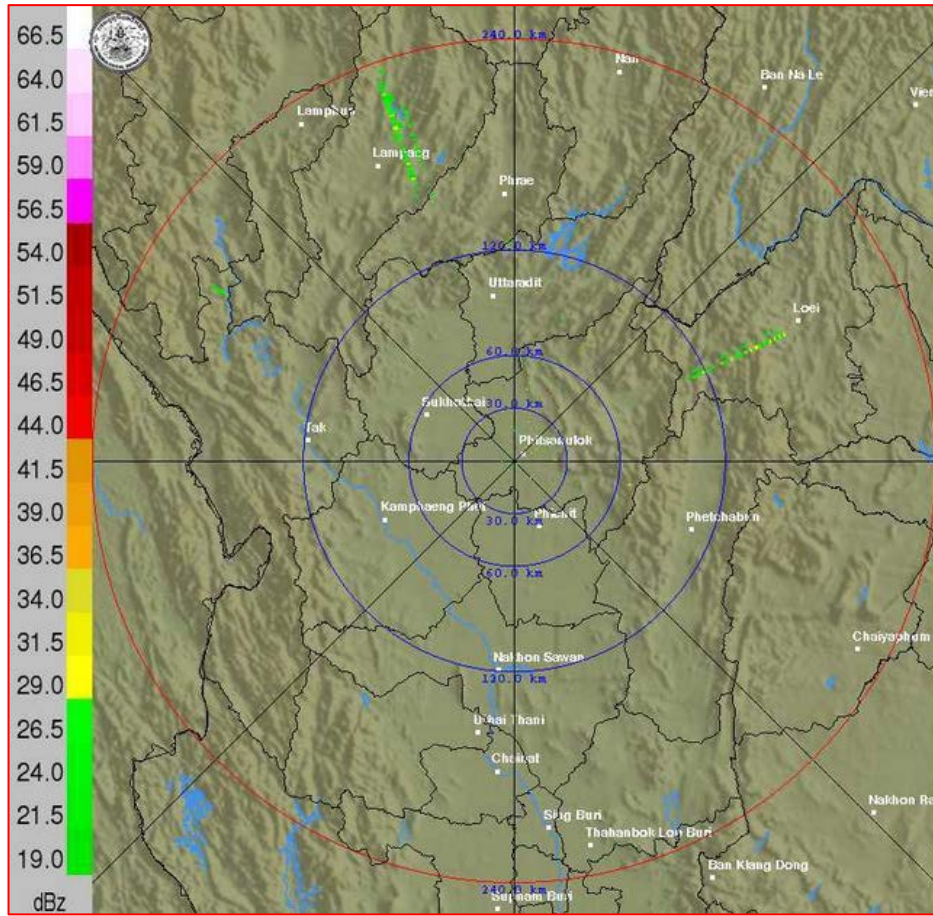 66.5
64.0
61.5
59.0
56.5
54.0
51.5
49.0
46.5
44.0
41.5
39.0
36.5
34.0
31.5
29.0
26.5
24.0
21.5
19.0
dBz
240.0 km
Nan
Ban Na Le
Lamphun
Lampang
Phrae
120.0 km
Uttaradit
Loei
60.0 km
30.0 km
Sukhothai
Tak
Phitsanulok
Kamphaeng Phet
Phichit
30.0 km
Phetchabun
60.0 km
Chaiyaphum
Nakhon Sawan
120.0 km
Uthai Thani
Chainat
Sing Buri
Thahanbok Lop Buri
Nakhon
Ban Klang Dong
240.0 km
Suphan Buri